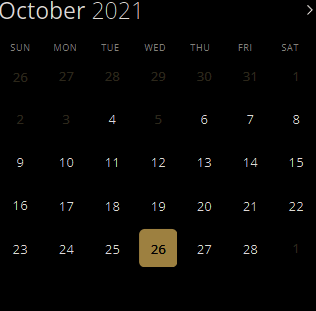 October 2021
SUN MON TUE WED THU FRI SAT
26 27 28 29 30 31 1
2 3 4 5 6 7 8
9 10 11 12 13 14 15
16 17 18 19 20 21 22
23 24 25 26 27 28 1